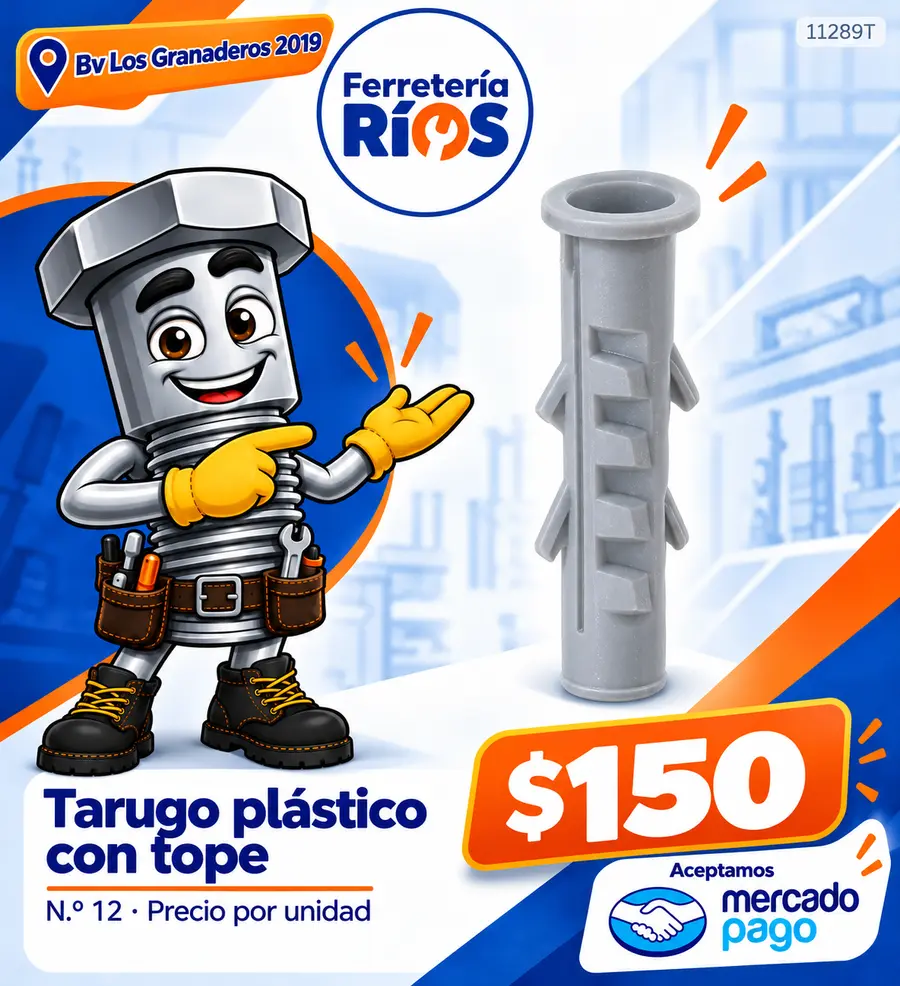 Bv Los Granaderos 2019
Ferretería
RÍOS
11289T
Tarugo plástico
con tope
N.º 12 · Precio por unidad
$150
Aceptamos
mercado
pago